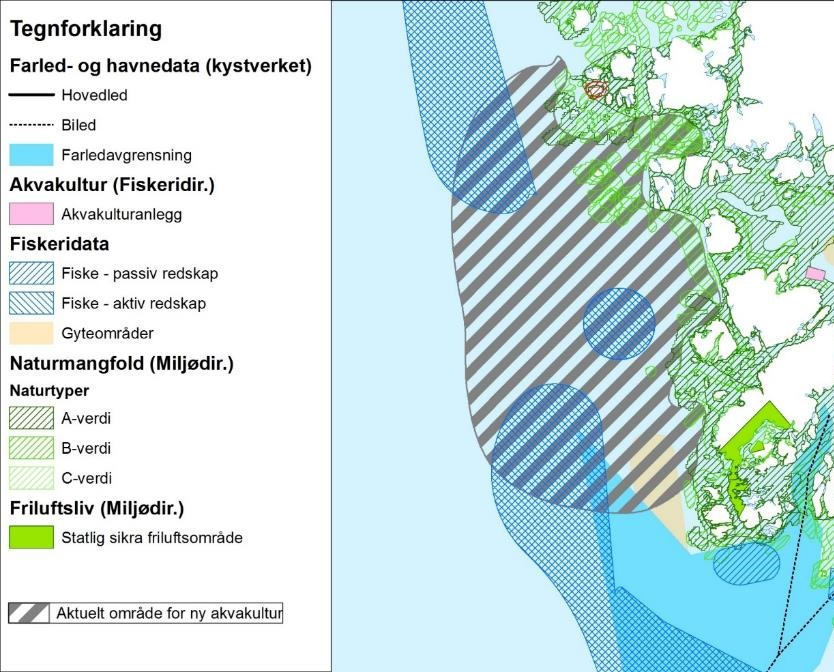 Tegnforklaring
Farled- og havnedata (kystverket)
Hovedled
Biled
Farledavgrensning
Akvakultur (Fiskeridir.)
Akvakulturanlegg
Fiskeridata
Fiske - passiv redskap
Fiske - aktiv redskap
Gyteområder
Naturmangfold (Miljødir.)
Naturtyper
A-verdi
B-verdi
C-verdi
Friluftsliv (Miljødir.)
Statlig sikra friluftsområde
Aktuelt område for ny akvakultur